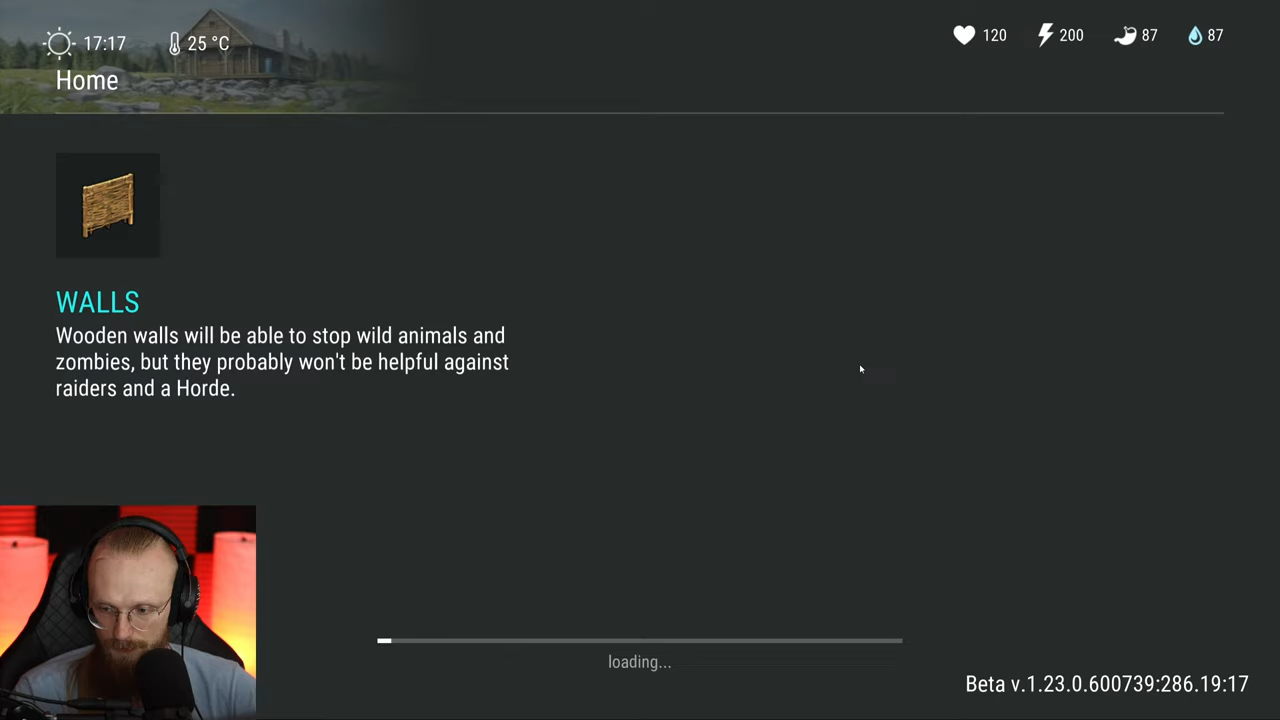 17:17 25 °C 120 200 87 87
Home
WALLS
Wooden walls will be able to stop wild animals and
zombies, but they probably won't be helpful against
raiders and a Horde.
loading...
Beta v.1.23.0.600739:286.19:17